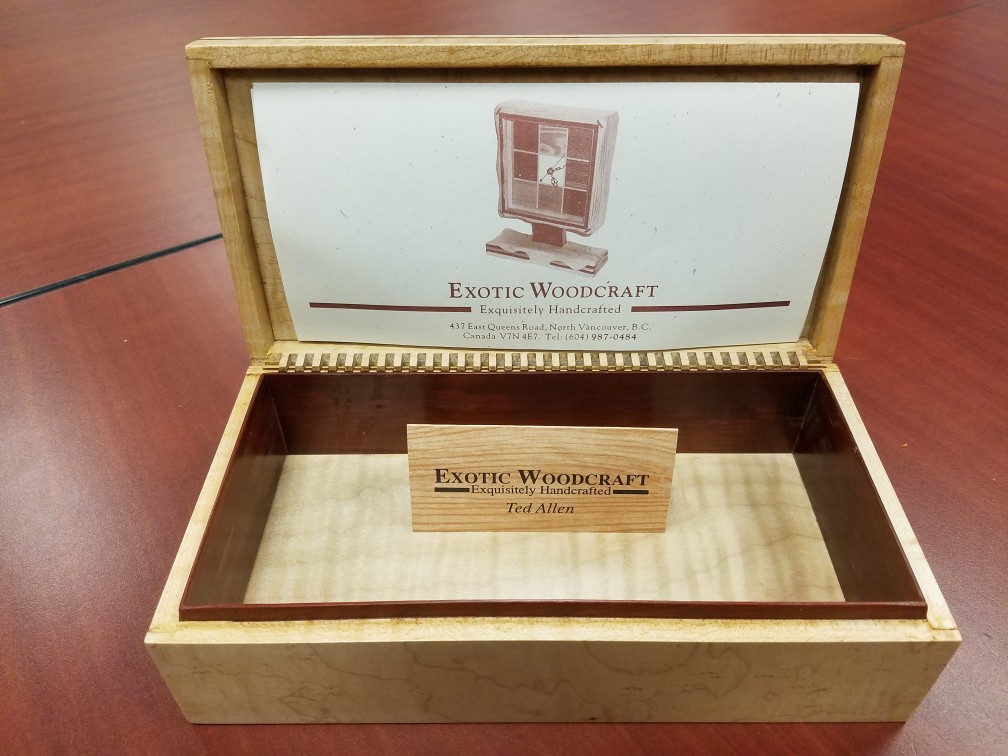 EXOTIC WOODCRAFT
Exquisitely Handcrafted
437 East Queens Road, North Vancouver, B.C.
Canada V7N 4E7. Tel: (604) 987-0484
EXOTIC WOODCRAFT
Exquisitely Handcrafted
Ted Allen